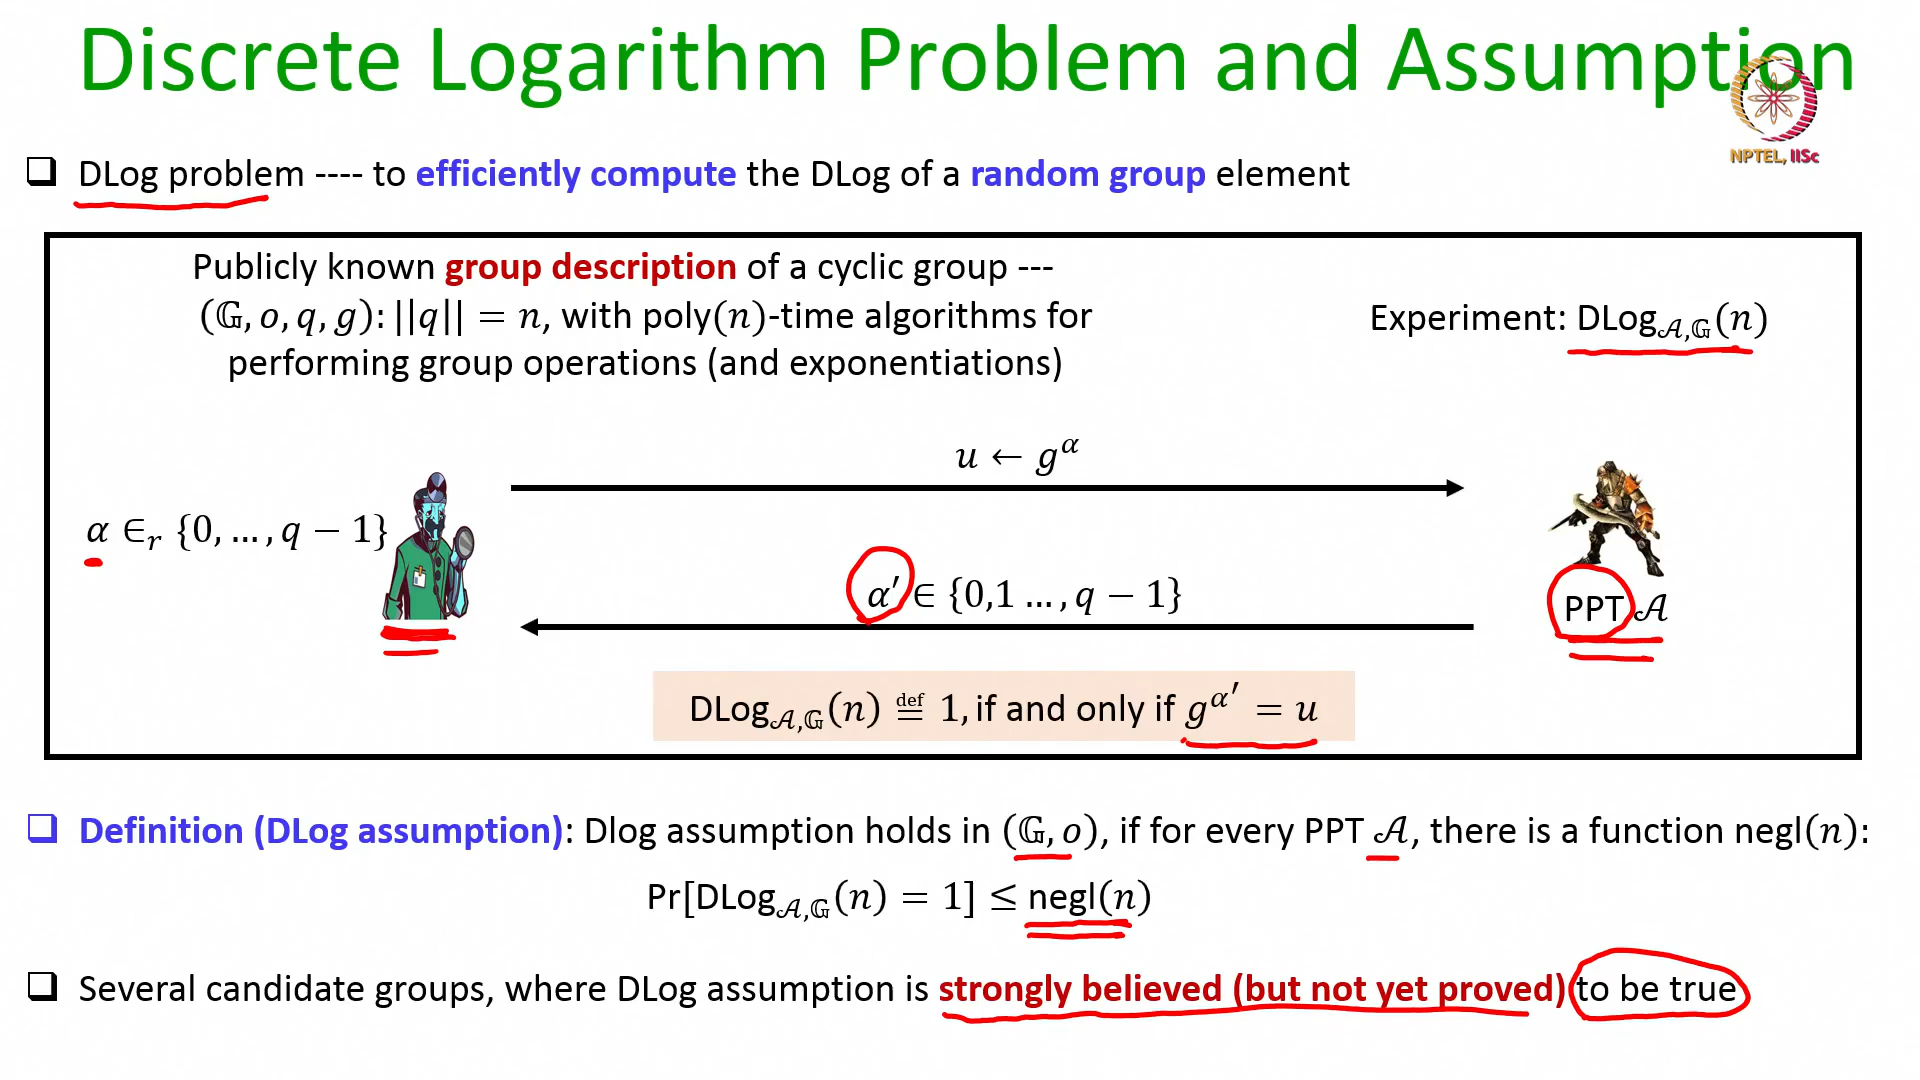 Discrete Logarithm Problem and Assumption
NPTEL, IISc
❑ DLog problem ---- to efficiently compute the DLog of a random group element
Publicly known group description of a cyclic group ---
(𝔾, o, q, g): ||q|| = n, with poly(n)-time algorithms for
performing group operations (and exponentiations)
Experiment: DLog_{𝒜,𝔾}(n)
u ← g^α
α ∈_r {0, …, q − 1}
α′ ∈ {0,1 …, q − 1}
PPT 𝒜
DLog_{𝒜,𝔾}(n) ≝ 1, if and only if g^{α′} = u
❑ Definition (DLog assumption): Dlog assumption holds in (𝔾, o), if for every PPT 𝒜, there is a function negl(n):
Pr[DLog_{𝒜,𝔾}(n) = 1] ≤ negl(n)
❑ Several candidate groups, where DLog assumption is strongly believed (but not yet proved) to be true